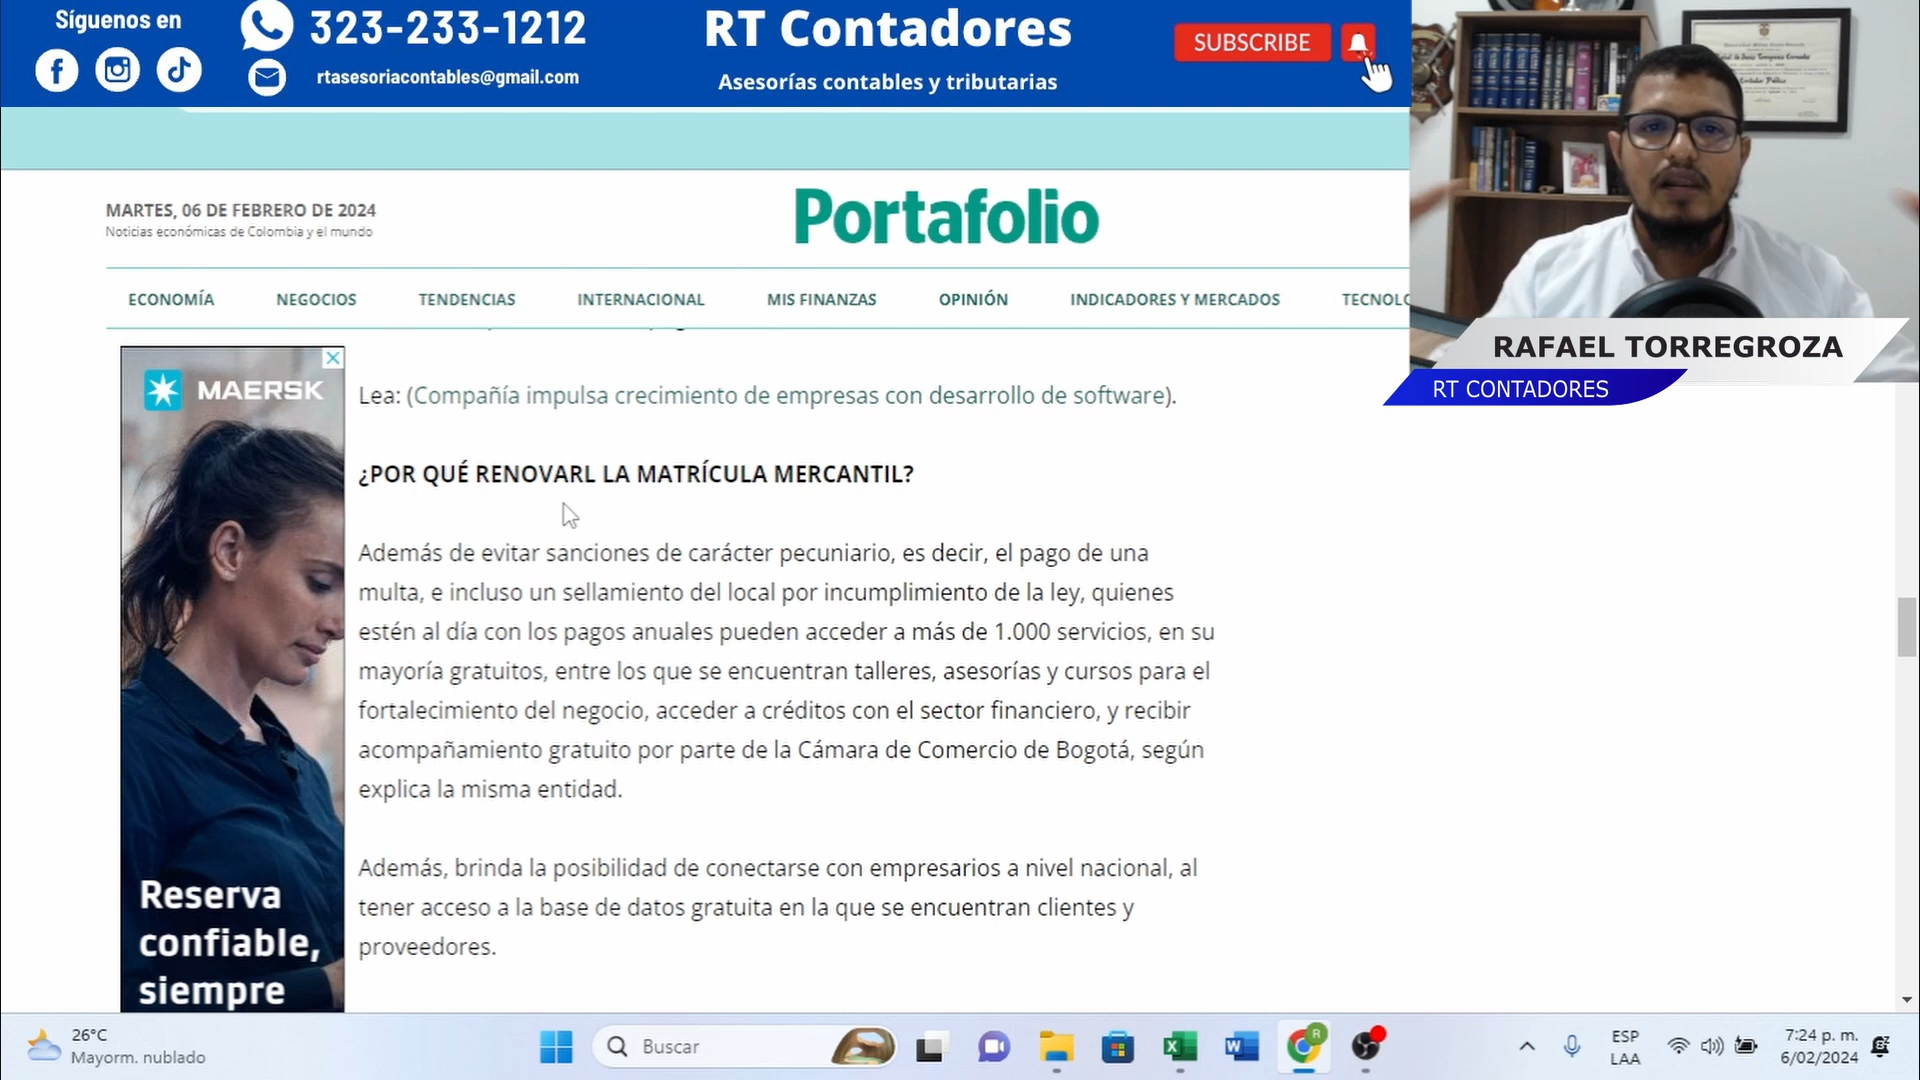 Síguenos en
323-233-1212
rtasesoriacontables@gmail.com
RT Contadores
Asesorías contables y tributarias
SUBSCRIBE
MARTES, 06 DE FEBRERO DE 2024
Noticias económicas de Colombia y el mundo
Portafolio
ECONOMÍA NEGOCIOS TENDENCIAS INTERNACIONAL MIS FINANZAS OPINIÓN INDICADORES Y MERCADOS TECNOLO
RAFAEL TORREGROZA
RT CONTADORES
MAERSK
Reserva
confiable,
siempre
Lea: (Compañía impulsa crecimiento de empresas con desarrollo de software).
¿POR QUÉ RENOVARL LA MATRÍCULA MERCANTIL?
Además de evitar sanciones de carácter pecuniario, es decir, el pago de una
multa, e incluso un sellamiento del local por incumplimiento de la ley, quienes
estén al día con los pagos anuales pueden acceder a más de 1.000 servicios, en su
mayoría gratuitos, entre los que se encuentran talleres, asesorías y cursos para el
fortalecimiento del negocio, acceder a créditos con el sector financiero, y recibir
acompañamiento gratuito por parte de la Cámara de Comercio de Bogotá, según
explica la misma entidad.
Además, brinda la posibilidad de conectarse con empresarios a nivel nacional, al
tener acceso a la base de datos gratuita en la que se encuentran clientes y
proveedores.
26°C
Mayorm. nublado
Buscar
ESP
LAA
7:24 p. m.
6/02/2024